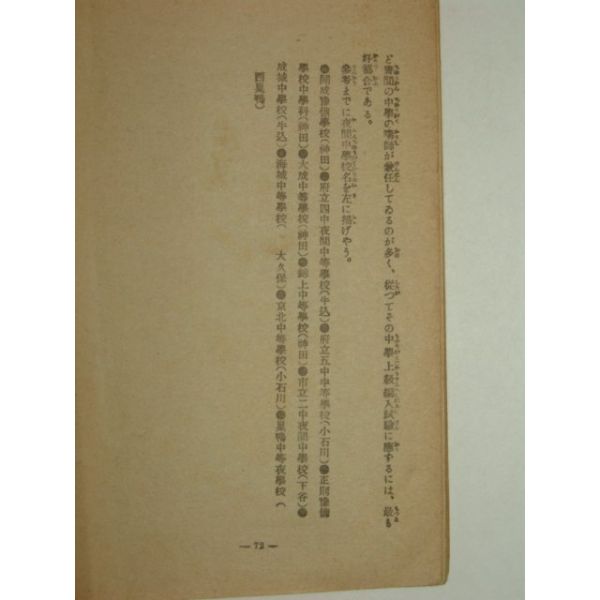 ど晝間の中學の講師が兼任してゐるのが多く、從つてその中學上級編入試驗に應ずるには、最も
好都合である。
參考までに夜間中學校名を左に掲げやう。
●開成豫備學校(神田)●府立四中夜間中等學校(牛込)●府立五中中等學校(小石川)●正則豫備
學校中學科(神田)●大成中等學校(神田)●錦上中等學校(神田)●市立二中夜間中學校(下谷)●
成城中學校(牛込)●海城中等學校( 大久保)●京北中等學校(小石川)●巢鴨中等夜學校(
西巢鴨)
— 72 —